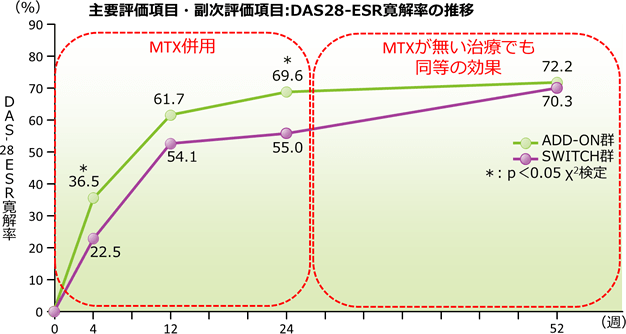 主要評価項目・副次評価項目:DAS28-ESR寛解率の推移
(%)
90
80
70
60
50
40
30
20
10
0
DAS-28 ESR寛解率
MTX併用
MTXが無い治療でも
同等の効果
*
36.5
61.7
*
69.6
72.2
22.5
54.1
55.0
70.3
ADD-ON群
SWITCH群
*: p<0.05 χ²検定
0 4 12 24 52 (週)